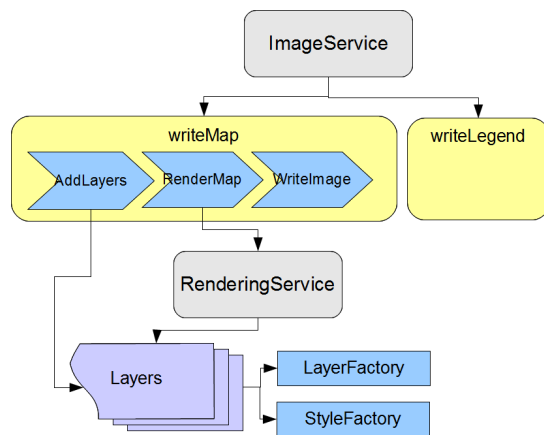 ImageService
writeMap
writeLegend
AddLayers
RenderMap
WriteImage
RenderingService
Layers
LayerFactory
StyleFactory